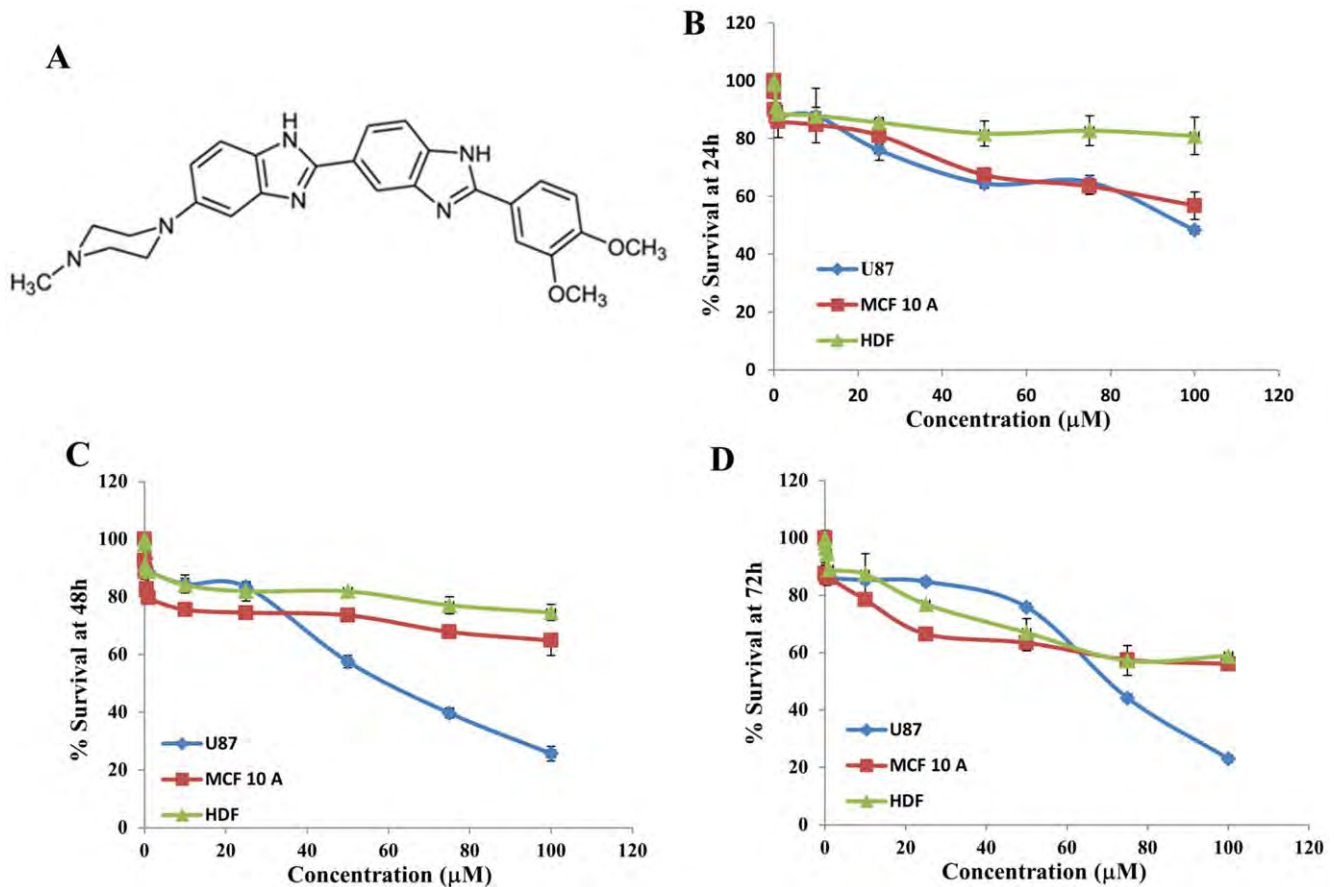 A
H
N
N
NH
N
N
N
H3C
OCH3
OCH3
B
% Survival at 24h
120
100
80
60
40
20
0
U87
MCF 10 A
HDF
0 20 40 60 80 100 120
Concentration (μM)
C
% Survival at 48h
120
100
80
60
40
20
0
U87
MCF 10 A
HDF
0 20 40 60 80 100 120
Concentration (μM)
D
% Survival at 72h
120
100
80
60
40
20
0
U87
MCF 10 A
HDF
0 20 40 60 80 100 120
Concentration (μM)